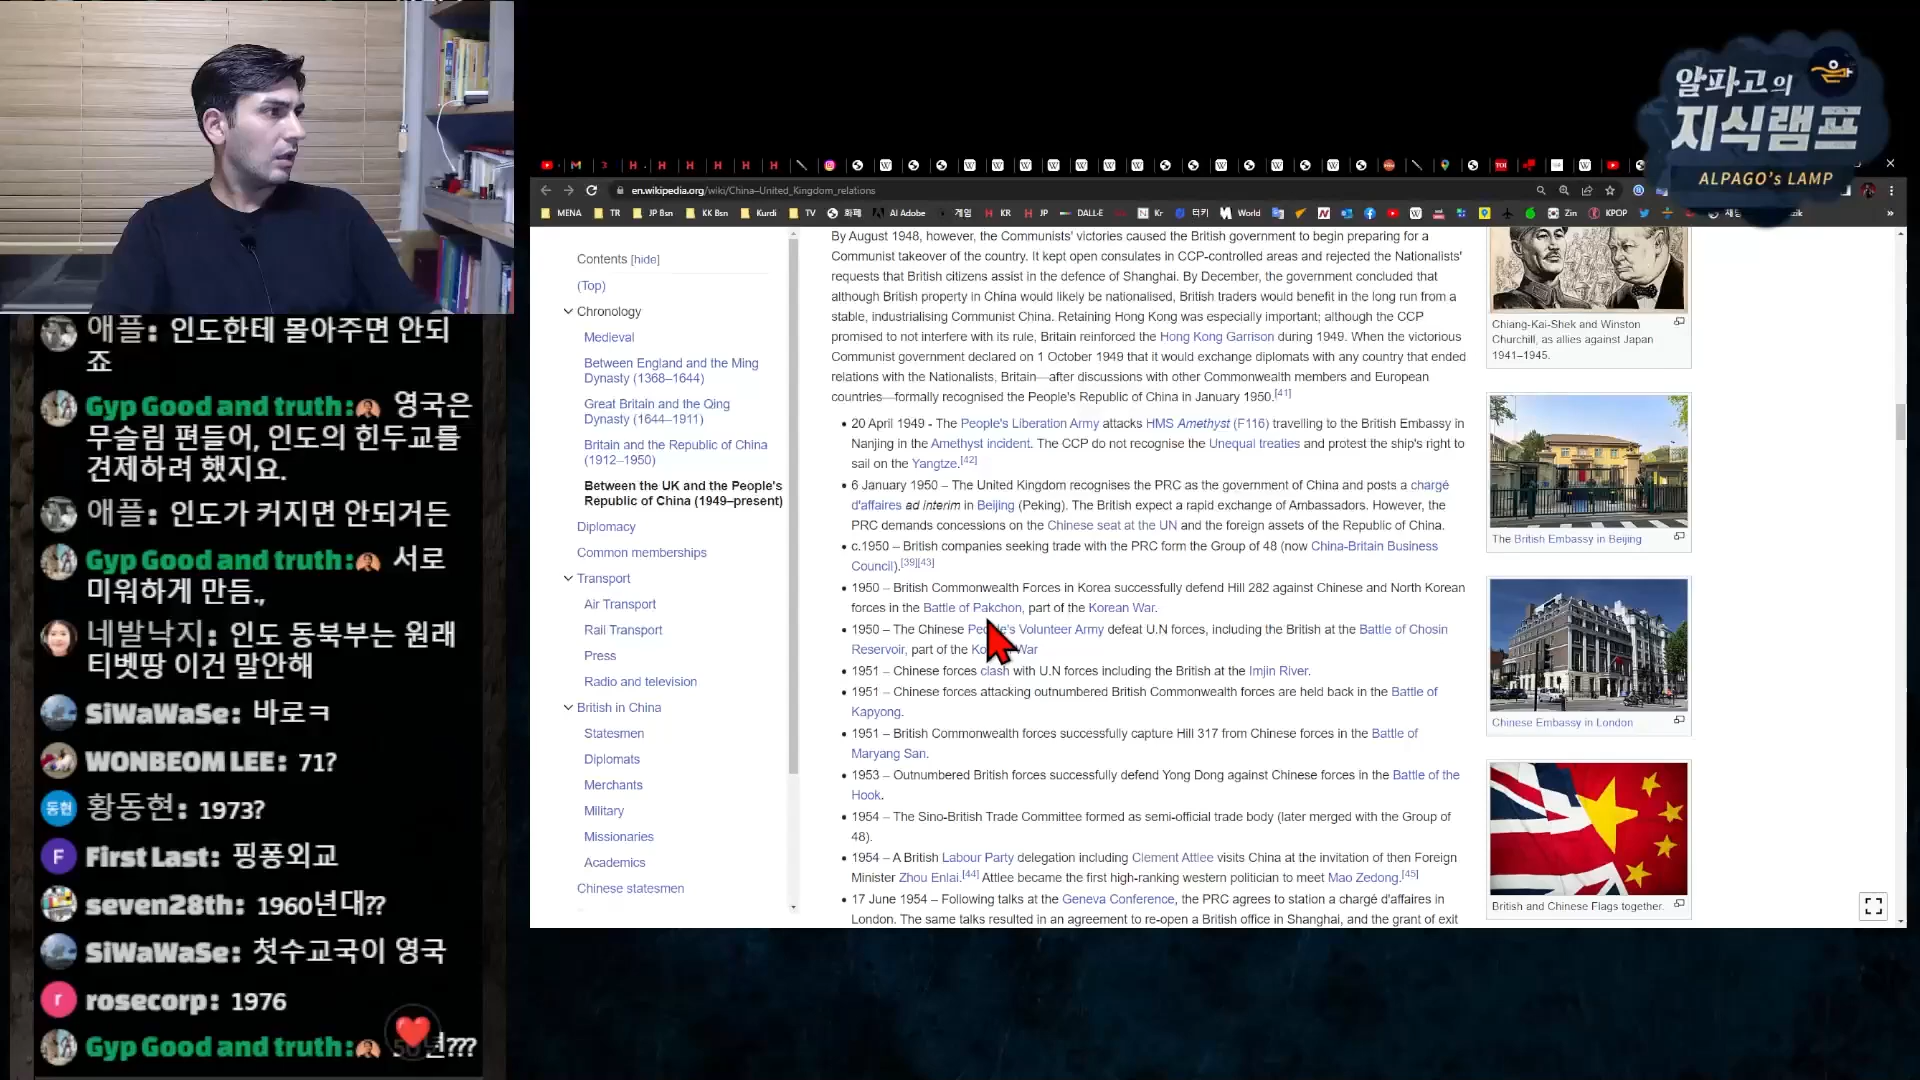 알파고의
지식램프
ALPAGO's LAMP
en.wikipedia.org/wiki/China–United_Kingdom_relations
MENA
TR
JP Bsn
KK Bsn
Kurdi
TV
화폐
AI Adobe
게임
KR
JP
DALL·E
Kr
터키
World
Zin
KPOP
애플: 인도한테 몰아주면 안되
죠
Gyp Good and truth: 영국은
무슬림 편들어, 인도의 힌두교를
견제하려 했지요.
애플: 인도가 커지면 안되거든
Gyp Good and truth: 서로
미워하게 만듬.,
네발낙지: 인도 동북부는 원래
티벳땅 이건 말안해
SiWaWaSe: 바로ㅋ
WONBEOM LEE: 71?
동현
황동현: 1973?
F
First Last: 핑퐁외교
seven28th: 1960년대??
SiWaWaSe: 첫수교국이 영국
r
rosecorp: 1976
Gyp Good and truth: 50년???
Contents [hide]
(Top)
Chronology
Medieval
Between England and the Ming
Dynasty (1368–1644)
Great Britain and the Qing
Dynasty (1644–1911)
Britain and the Republic of China
(1912–1950)
Between the UK and the People's
Republic of China (1949–present)
Diplomacy
Common memberships
Transport
Air Transport
Rail Transport
Press
Radio and television
British in China
Statesmen
Diplomats
Merchants
Military
Missionaries
Academics
Chinese statesmen
By August 1948, however, the Communists' victories caused the British government to begin preparing for a
Communist takeover of the country. It kept open consulates in CCP-controlled areas and rejected the Nationalists'
requests that British citizens assist in the defence of Shanghai. By December, the government concluded that
although British property in China would likely be nationalised, British traders would benefit in the long run from a
stable, industrialising Communist China. Retaining Hong Kong was especially important; although the CCP
promised to not interfere with its rule, Britain reinforced the Hong Kong Garrison during 1949. When the victorious
Communist government declared on 1 October 1949 that it would exchange diplomats with any country that ended
relations with the Nationalists, Britain—after discussions with other Commonwealth members and European
countries—formally recognised the People's Republic of China in January 1950.[41]
• 20 April 1949 - The People's Liberation Army attacks HMS Amethyst (F116) travelling to the British Embassy in
Nanjing in the Amethyst incident. The CCP do not recognise the Unequal treaties and protest the ship's right to
sail on the Yangtze.[42]
• 6 January 1950 – The United Kingdom recognises the PRC as the government of China and posts a chargé
d'affaires ad interim in Beijing (Peking). The British expect a rapid exchange of Ambassadors. However, the
PRC demands concessions on the Chinese seat at the UN and the foreign assets of the Republic of China.
• c.1950 – British companies seeking trade with the PRC form the Group of 48 (now China-Britain Business
Council).[39][43]
• 1950 – British Commonwealth Forces in Korea successfully defend Hill 282 against Chinese and North Korean
forces in the Battle of Pakchon, part of the Korean War.
• 1950 – The Chinese People's Volunteer Army defeat U.N forces, including the British at the Battle of Chosin
Reservoir, part of the Korean War
• 1951 – Chinese forces clash with U.N forces including the British at the Imjin River.
• 1951 – Chinese forces attacking outnumbered British Commonwealth forces are held back in the Battle of
Kapyong.
• 1951 – British Commonwealth forces successfully capture Hill 317 from Chinese forces in the Battle of
Maryang San.
• 1953 – Outnumbered British forces successfully defend Yong Dong against Chinese forces in the Battle of the
Hook.
• 1954 – The Sino-British Trade Committee formed as semi-official trade body (later merged with the Group of
48).
• 1954 – A British Labour Party delegation including Clement Attlee visits China at the invitation of then Foreign
Minister Zhou Enlai.[44] Attlee became the first high-ranking western politician to meet Mao Zedong.[45]
• 17 June 1954 – Following talks at the Geneva Conference, the PRC agrees to station a chargé d'affaires in
London. The same talks resulted in an agreement to re-open a British office in Shanghai, and the grant of exit
Chiang-Kai-Shek and Winston
Churchill, as allies against Japan
1941–1945.
The British Embassy in Beijing
Chinese Embassy in London
British and Chinese Flags together.